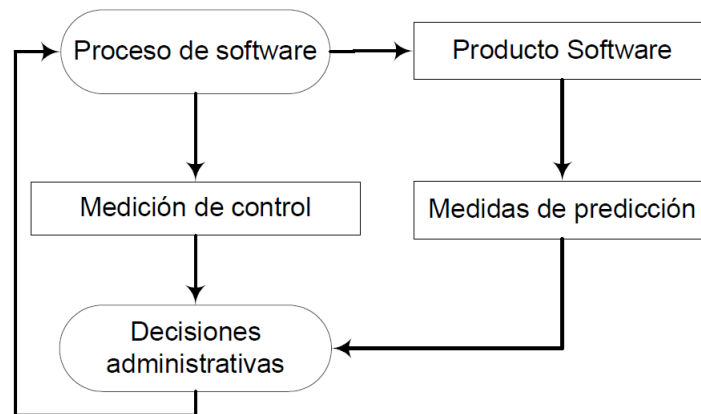 Proceso de software
Producto Software
Medición de control
Medidas de predicción
Decisiones
administrativas